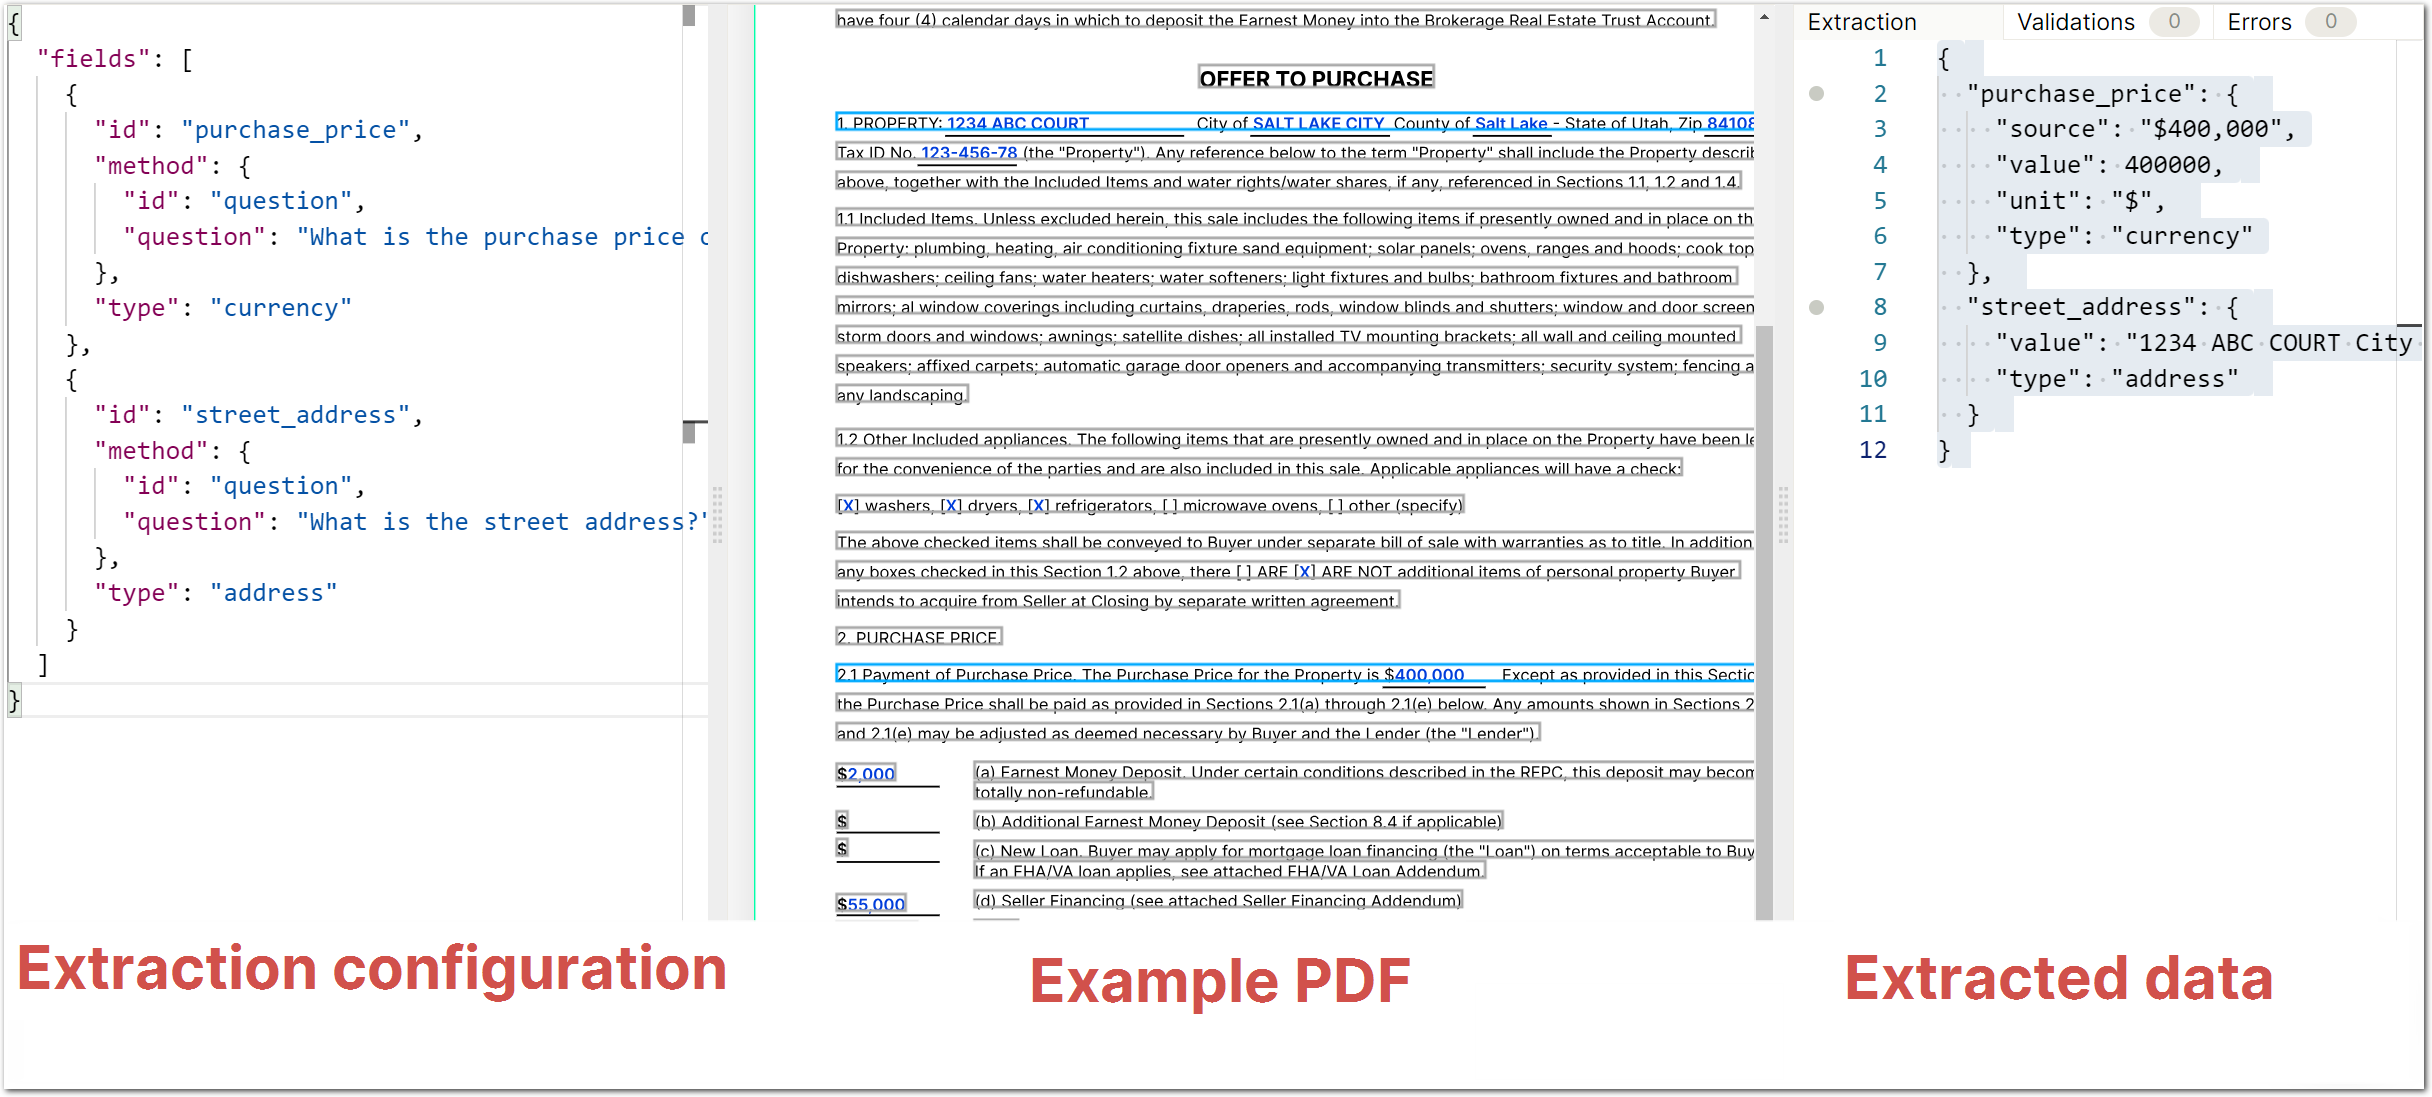 {
"fields": [
{
"id": "purchase_price",
"method": {
"id": "question",
"question": "What is the purchase price
},
"type": "currency"
},
{
"id": "street_address",
"method": {
"id": "question",
"question": "What is the street address?"
},
"type": "address"
}
]
}
Extraction configuration
have four (4) calendar days in which to deposit the Earnest Money into the Brokerage Real Estate Trust Account.
OFFER TO PURCHASE
1. PROPERTY: 1234 ABC COURT City of SALT LAKE CITY County of Salt Lake - State of Utah, Zip 84108
Tax ID No. 123-456-78 (the "Property"). Any reference below to the term "Property" shall include the Property
above, together with the Included Items and water rights/water shares, if any, referenced in Sections 1.1, 1.2 and 1.4.
1.1 Included Items. Unless excluded herein, this sale includes the following items if presently owned and in place on
Property: plumbing, heating, air conditioning fixture sand equipment; solar panels; ovens, ranges and hoods; cook
dishwashers; ceiling fans; water heaters; water softeners; light fixtures and bulbs; bathroom fixtures and bathroom
mirrors; al window coverings including curtains, draperies, rods, window blinds and shutters; window and door screen
storm doors and windows; awnings; satellite dishes; all installed TV mounting brackets; all wall and ceiling mounted
speakers; affixed carpets; automatic garage door openers and accompanying transmitters; security system; fencing
any landscaping.
1.2 Other Included appliances. The following items that are presently owned and in place on the Property have been
for the convenience of the parties and are also included in this sale. Applicable appliances will have a check:
[X] washers, [X] dryers, [X] refrigerators, [ ] microwave ovens, [ ] other (specify)
The above checked items shall be conveyed to Buyer under separate bill of sale with warranties as to title. In addition
any boxes checked in this Section 1.2 above, there [ ] ARE [X] ARE NOT additional items of personal property Buyer
intends to acquire from Seller at Closing by separate written agreement.
2. PURCHASE PRICE.
2.1 Payment of Purchase Price. The Purchase Price for the Property is $400,000 Except as provided in this
the Purchase Price shall be paid as provided in Sections 2.1(a) through 2.1(e) below. Any amounts shown in Sections 2
and 2.1(e) may be adjusted as deemed necessary by Buyer and the Lender (the "Lender").
$2,000 (a) Earnest Money Deposit. Under certain conditions described in the REPC, this deposit may
totally non-refundable.
$ (b) Additional Earnest Money Deposit (see Section 8.4 if applicable)
$ (c) New Loan. Buyer may apply for mortgage loan financing (the "Loan") on terms acceptable to
If an FHA/VA loan applies, see attached FHA/VA Loan Addendum.
$55,000 (d) Seller Financing (see attached Seller Financing Addendum)
Example PDF
Extraction Validations 0 Errors 0
1 {
2 "purchase_price": {
3 "source": "$400,000",
4 "value": 400000,
5 "unit": "$",
6 "type": "currency"
7 },
8 "street_address": {
9 "value": "1234 ABC COURT City
10 "type": "address"
11 }
12 }
Extracted data